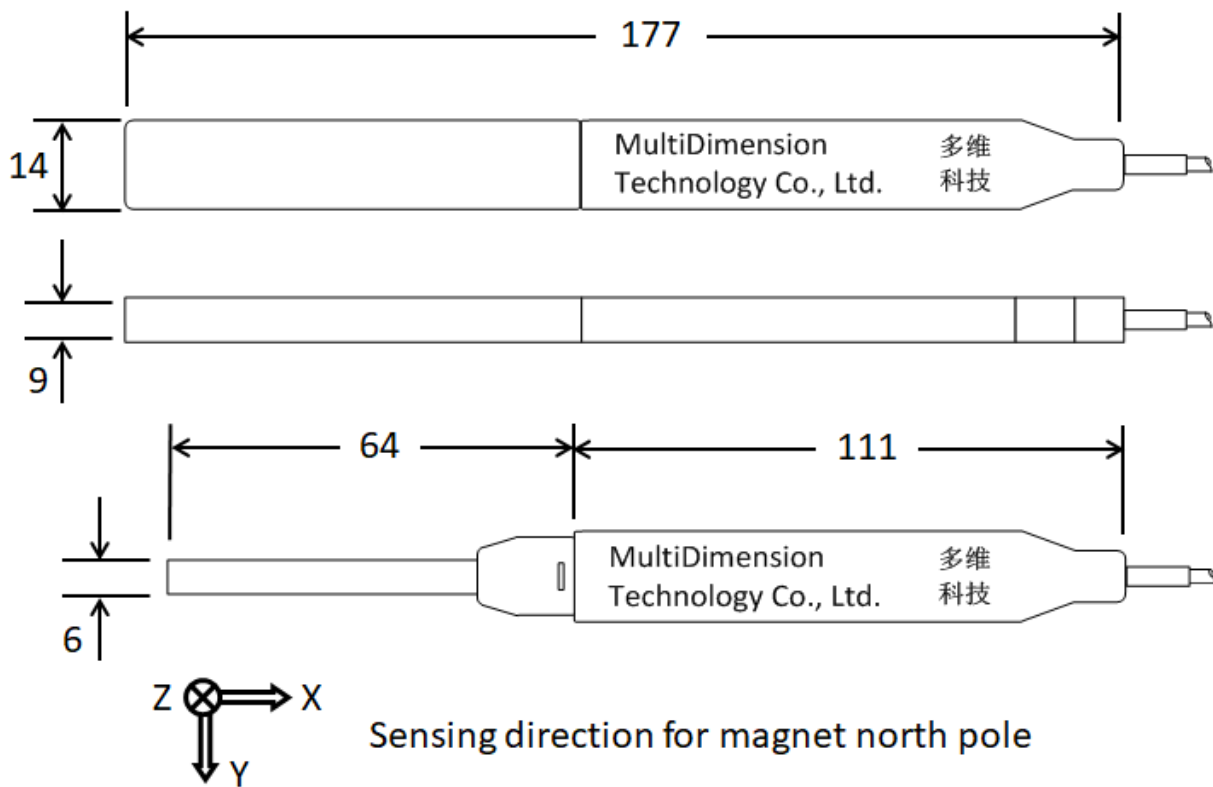 177
14
MultiDimension 多维
Technology Co., Ltd. 科技
9
64
111
MultiDimension 多维
Technology Co., Ltd. 科技
6
Z X
Sensing direction for magnet north pole
Y